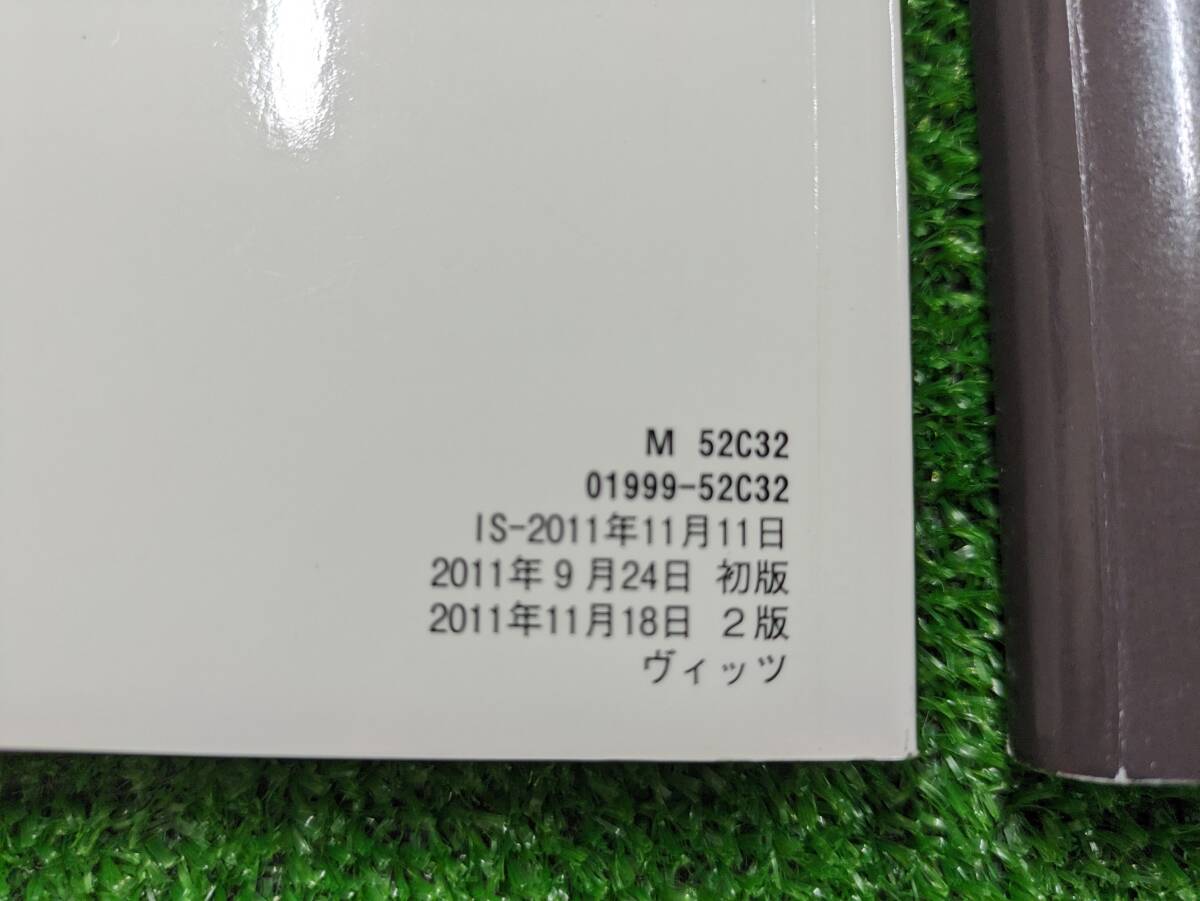 M 52C32
01999-52C32
IS-2011年11月11日
2011年9月24日 初版
2011年11月18日 2版
ヴィッツ